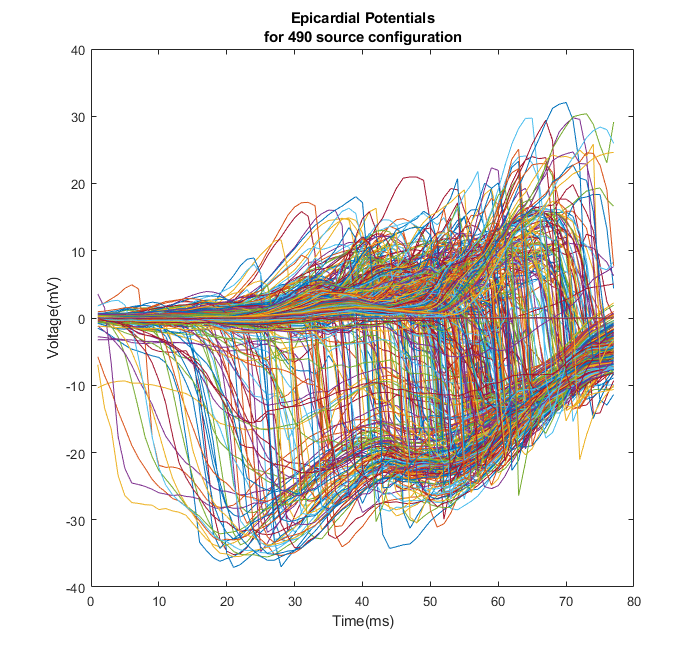 Epicardial Potentials
for 490 source configuration
Voltage(mV)
40
30
20
10
0
-10
-20
-30
-40
0 10 20 30 40 50 60 70 80
Time(ms)